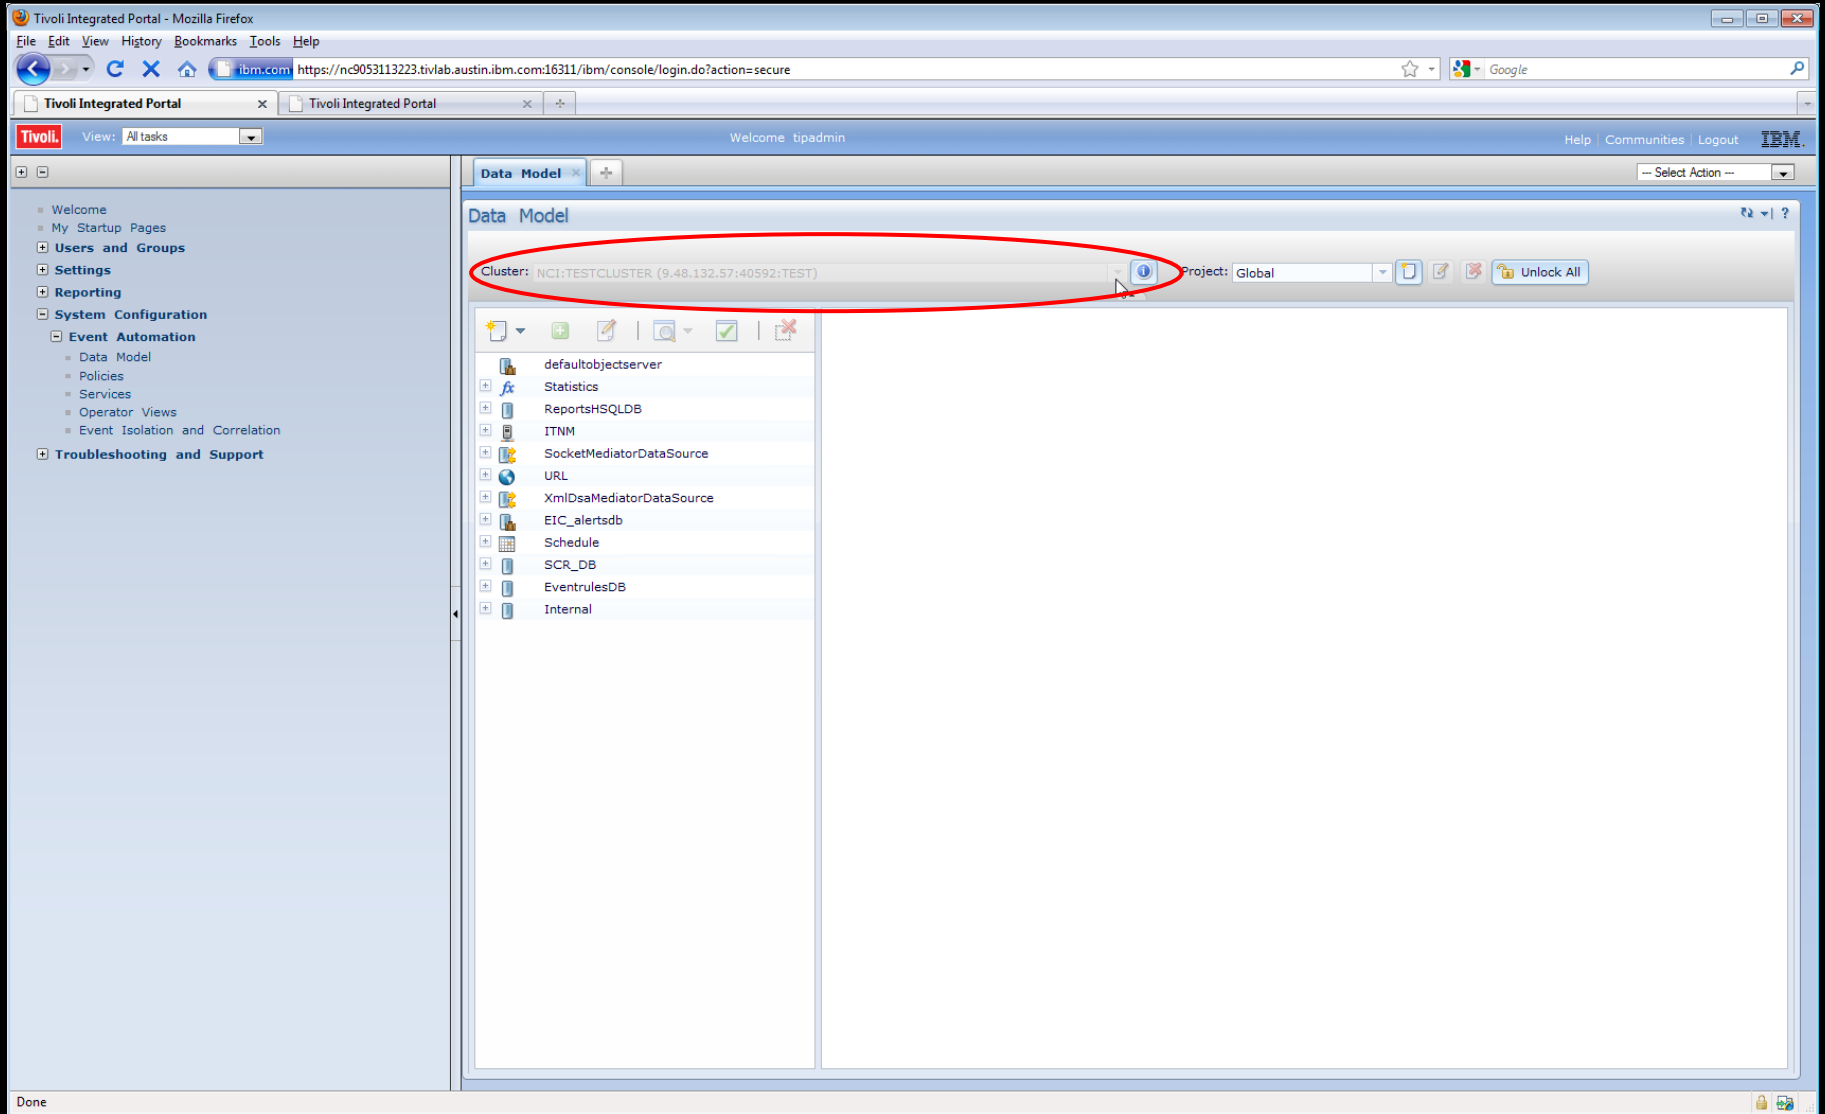 Tivoli Integrated Portal - Mozilla Firefox
File Edit View History Bookmarks Tools Help
ibm.com https://nc9053113223.tivlab.austin.ibm.com:16311/ibm/console/login.do?action=secure
Google
Tivoli Integrated Portal
Tivoli Integrated Portal
Tivoli. View: All tasks
Welcome tipadmin
Help Communities Logout IBM.
Data Model
-- Select Action --
Welcome
My Startup Pages
Users and Groups
Settings
Reporting
System Configuration
Event Automation
Data Model
Policies
Services
Operator Views
Event Isolation and Correlation
Troubleshooting and Support
Data Model
Cluster: NCI:TESTCLUSTER (9.48.132.57:40592:TEST)
Project: Global
Unlock All
defaultobjectserver
Statistics
ReportsHSQLDB
ITNM
SocketMediatorDataSource
URL
XmlDsaMediatorDataSource
EIC_alertsdb
Schedule
SCR_DB
EventrulesDB
Internal
Done